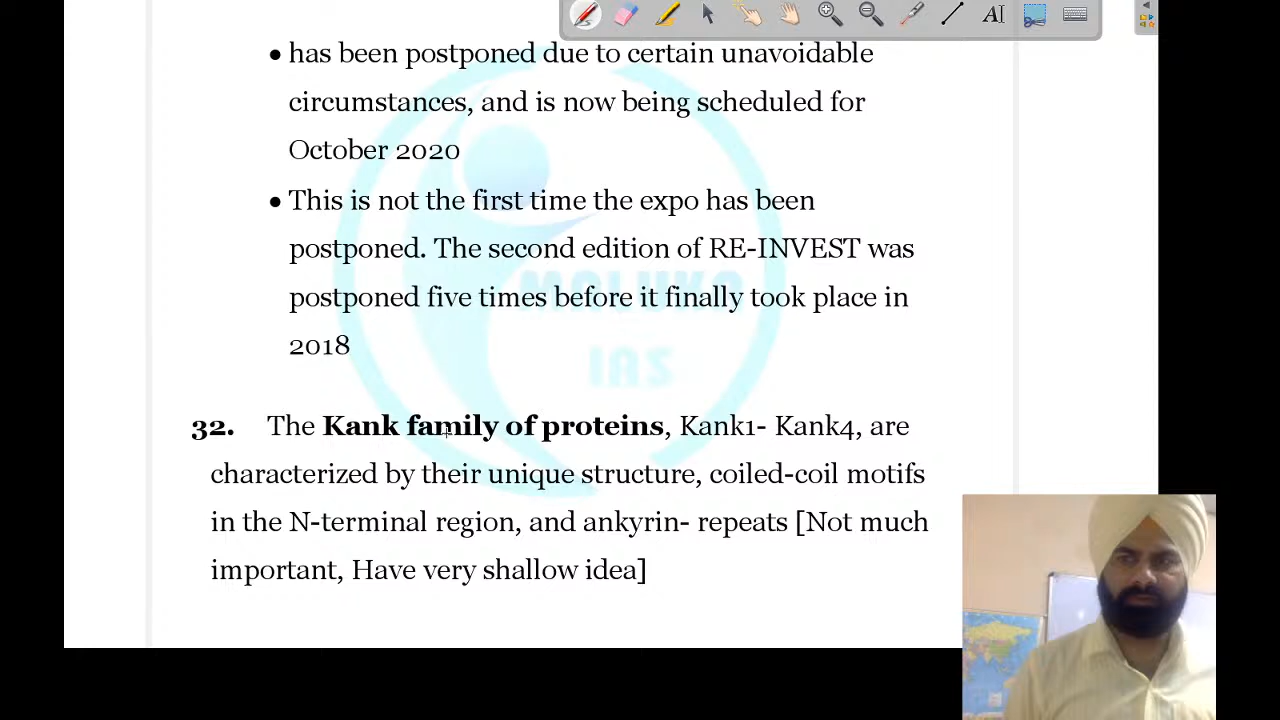 has been postponed due to certain unavoidable
circumstances, and is now being scheduled for
October 2020
This is not the first time the expo has been
postponed. The second edition of RE-INVEST was
postponed five times before it finally took place in
2018
MALUKA
IAS
32. The Kank family of proteins, Kank1- Kank4, are
characterized by their unique structure, coiled-coil motifs
in the N-terminal region, and ankyrin- repeats [Not much
important, Have very shallow idea]